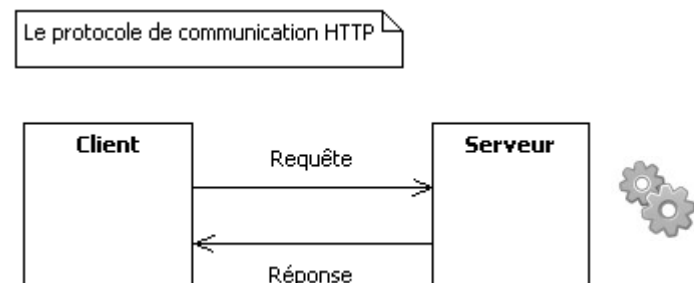 Le protocole de communication HTTP
Client
Requête
Serveur
Réponse